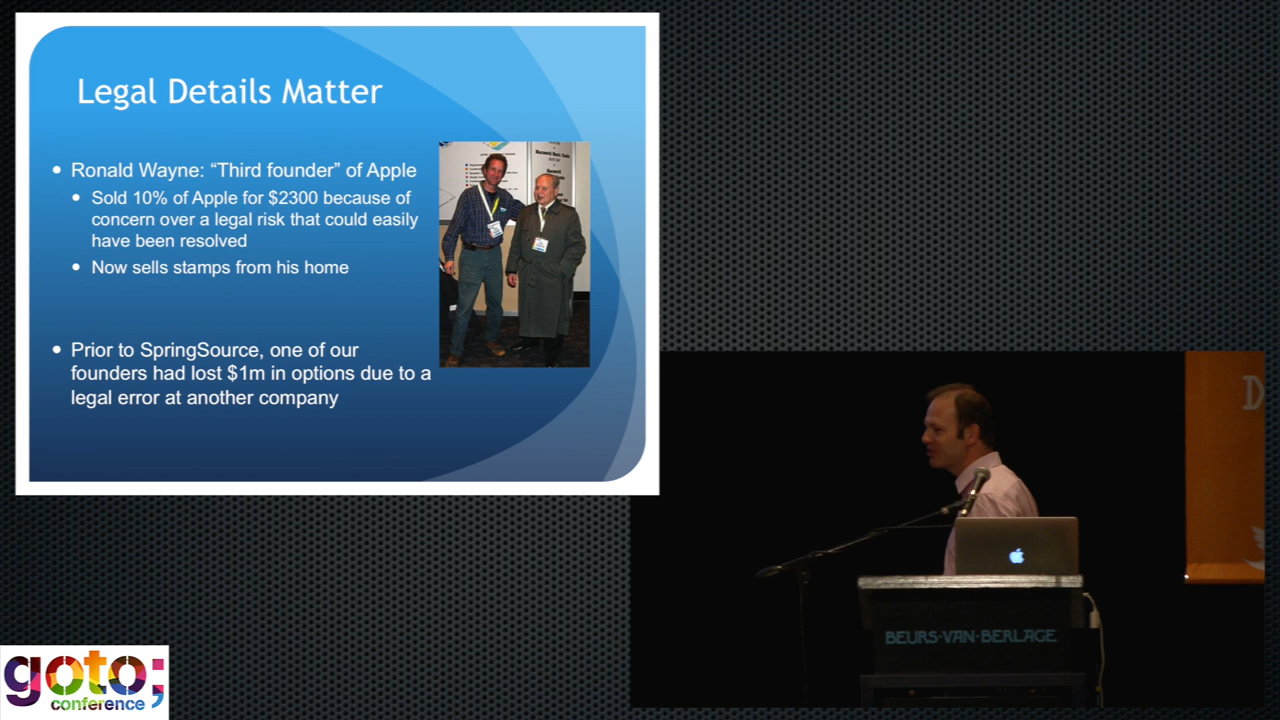 Legal Details Matter
• Ronald Wayne: “Third founder” of Apple
• Sold 10% of Apple for $2300 because of
concern over a legal risk that could easily
have been resolved
• Now sells stamps from his home
• Prior to SpringSource, one of our
founders had lost $1m in options due to a
legal error at another company
D
BEURS-VAN-BERLAGE
goto;
conference